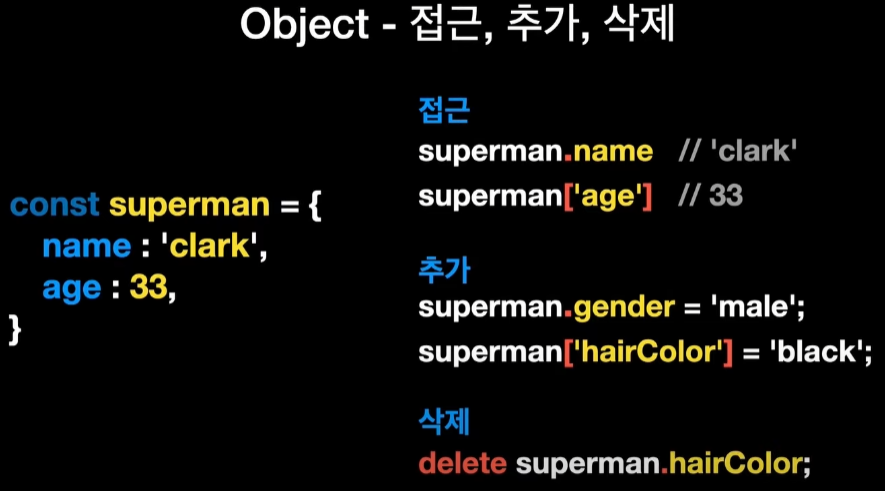 Object - 접근, 추가, 삭제
const superman = {
name : 'clark',
age : 33,
}
접근
superman.name // 'clark'
superman['age'] // 33
추가
superman.gender = 'male';
superman['hairColor'] = 'black';
삭제
delete superman.hairColor;